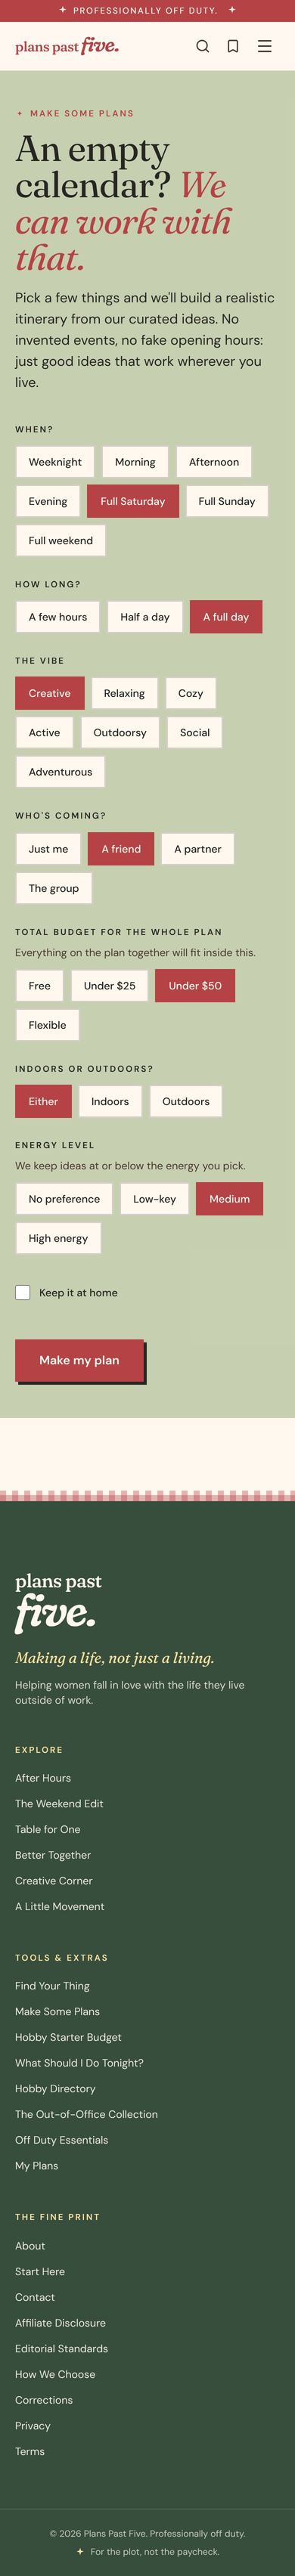 PROFESSIONALLY OFF DUTY.
plans past five.
MAKE SOME PLANS
An empty
calendar? We
can work with
that.
Pick a few things and we'll build a realistic
itinerary from our curated ideas. No
invented events, no fake opening hours:
just good ideas that work wherever you
live.
WHEN?
Weeknight Morning Afternoon
Evening Full Saturday Full Sunday
Full weekend
HOW LONG?
A few hours Half a day A full day
THE VIBE
Creative Relaxing Cozy
Active Outdoorsy Social
Adventurous
WHO'S COMING?
Just me A friend A partner
The group
TOTAL BUDGET FOR THE WHOLE PLAN
Everything on the plan together will fit inside this.
Free Under $25 Under $50
Flexible
INDOORS OR OUTDOORS?
Either Indoors Outdoors
ENERGY LEVEL
We keep ideas at or below the energy you pick.
No preference Low-key Medium
High energy
Keep it at home
Make my plan
plans past
five.
Making a life, not just a living.
Helping women fall in love with the life they live
outside of work.
EXPLORE
After Hours
The Weekend Edit
Table for One
Better Together
Creative Corner
A Little Movement
TOOLS & EXTRAS
Find Your Thing
Make Some Plans
Hobby Starter Budget
What Should I Do Tonight?
Hobby Directory
The Out-of-Office Collection
Off Duty Essentials
My Plans
THE FINE PRINT
About
Start Here
Contact
Affiliate Disclosure
Editorial Standards
How We Choose
Corrections
Privacy
Terms
© 2026 Plans Past Five. Professionally off duty.
For the plot, not the paycheck.